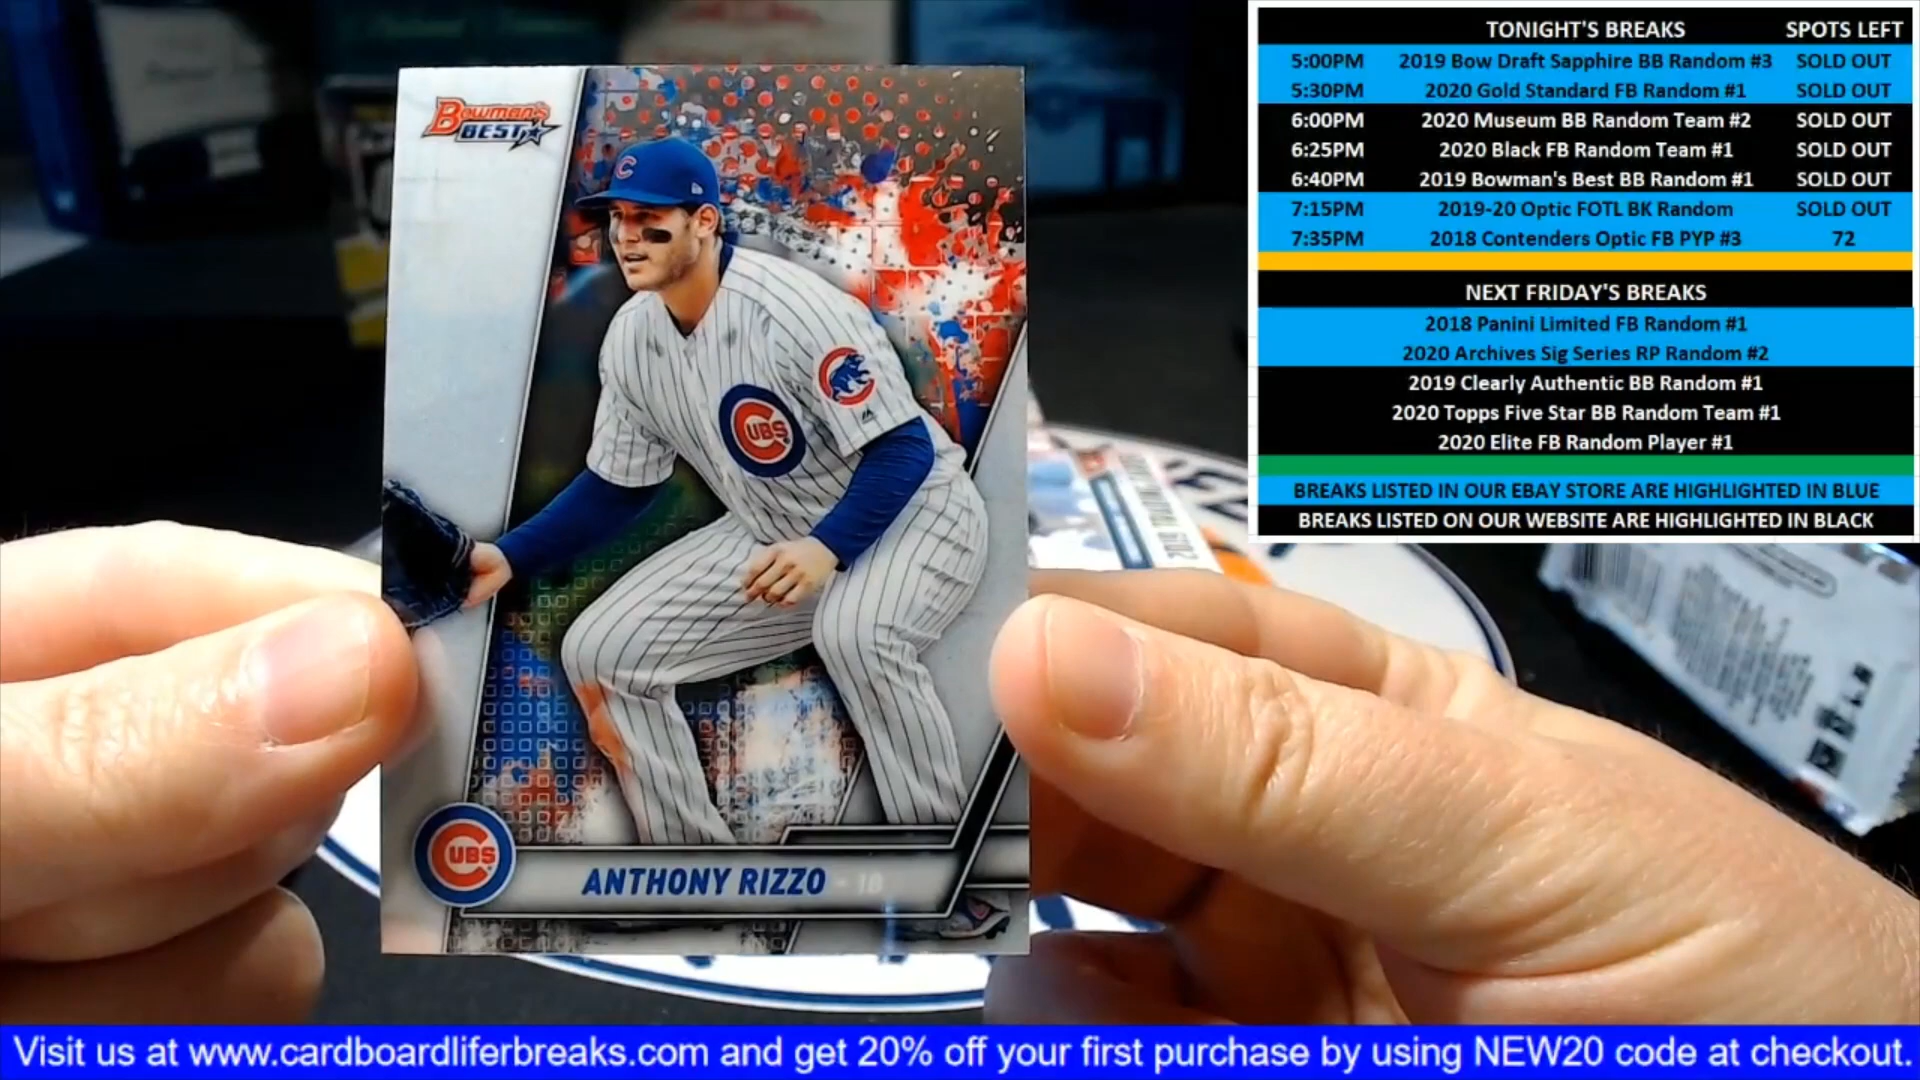 TONIGHT'S BREAKS SPOTS LEFT
5:00PM 2019 Bow Draft Sapphire BB Random #3 SOLD OUT
5:30PM 2020 Gold Standard FB Random #1 SOLD OUT
6:00PM 2020 Museum BB Random Team #2 SOLD OUT
6:25PM 2020 Black FB Random Team #1 SOLD OUT
6:40PM 2019 Bowman's Best BB Random #1 SOLD OUT
7:15PM 2019-20 Optic FOTL BK Random SOLD OUT
7:35PM 2018 Contenders Optic FB PYP #3 72
NEXT FRIDAY'S BREAKS
2018 Panini Limited FB Random #1
2020 Archives Sig Series RP Random #2
2019 Clearly Authentic BB Random #1
2020 Topps Five Star BB Random Team #1
2020 Elite FB Random Player #1
BREAKS LISTED IN OUR EBAY STORE ARE HIGHLIGHTED IN BLUE
BREAKS LISTED ON OUR WEBSITE ARE HIGHLIGHTED IN BLACK
Bowman's
BEST
C
CUBS
CUBS
ANTHONY RIZZO · 1B
Visit us at www.cardboardliferbreaks.com and get 20% off your first purchase by using NEW20 code at checkout.